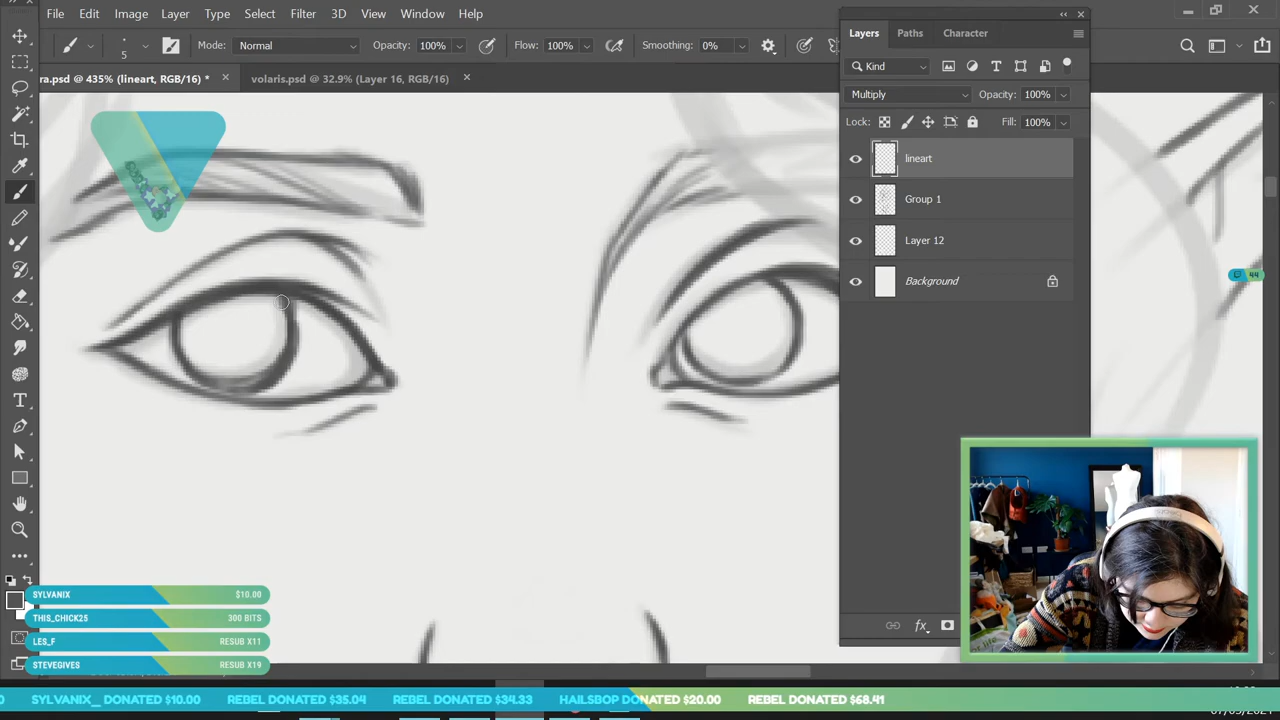 File Edit Image Layer Type Select Filter 3D View Window Help
5 Mode: Normal Opacity: 100% Flow: 100% Smoothing: 0%
ra.psd @ 435% (lineart, RGB/16) * volaris.psd @ 32.9% (Layer 16, RGB/16)
Layers Paths Character
Kind
Multiply Opacity: 100%
Lock: Fill: 100%
lineart
Group 1
Layer 12
Background
44
fx
SYLVANIX $10.00
THIS_CHICK25 300 BITS
LES_F RESUB X11
STEVEGIVES RESUB X19
0 SYLVANIX_ DONATED $10.00 REBEL DONATED $35.04 REBEL DONATED $34.33 HAILSBOP DONATED $20.00 REBEL DONATED $68.41